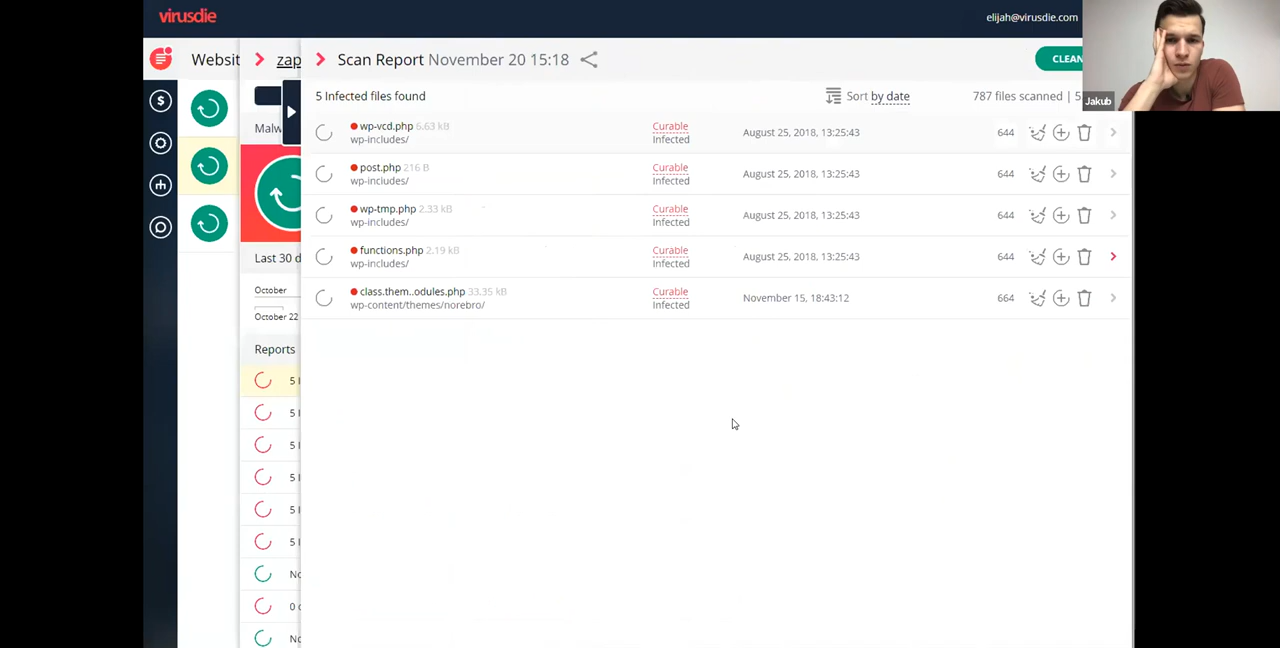 virusdie
elijah@virusdie.com
Websit
zap
Scan Report November 20 15:18
CLEAN
Jakub
5 Infected files found
Sort by date
787 files scanned | 5
Malw
wp-vcd.php 6.63 kB
wp-includes/
Curable
Infected
August 25, 2018, 13:25:43
644
post.php 216 B
wp-includes/
Curable
Infected
August 25, 2018, 13:25:43
644
wp-tmp.php 2.33 kB
wp-includes/
Curable
Infected
August 25, 2018, 13:25:43
644
functions.php 2.19 kB
wp-includes/
Curable
Infected
August 25, 2018, 13:25:43
644
class.them..odules.php 33.35 kB
wp-content/themes/norebro/
Curable
Infected
November 15, 18:43:12
664
Last 30 d
October
October 22
Reports
5 I
5 I
5 I
5 I
5 I
5 I
No
0 c
No